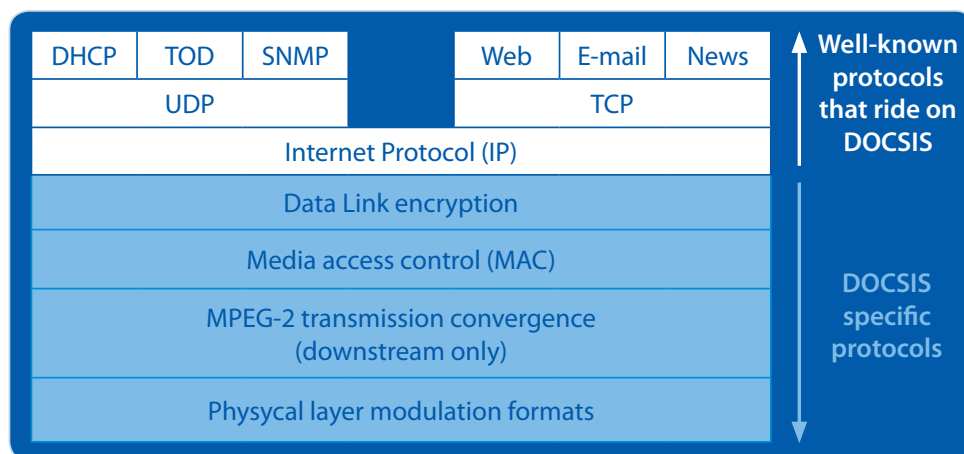 DHCP TOD SNMP Web E-mail News
UDP TCP
Internet Protocol (IP)
Data Link encryption
Media access control (MAC)
MPEG-2 transmission convergence
(downstream only)
Physycal layer modulation formats
Well-known
protocols
that ride on
DOCSIS
DOCSIS
specific
protocols